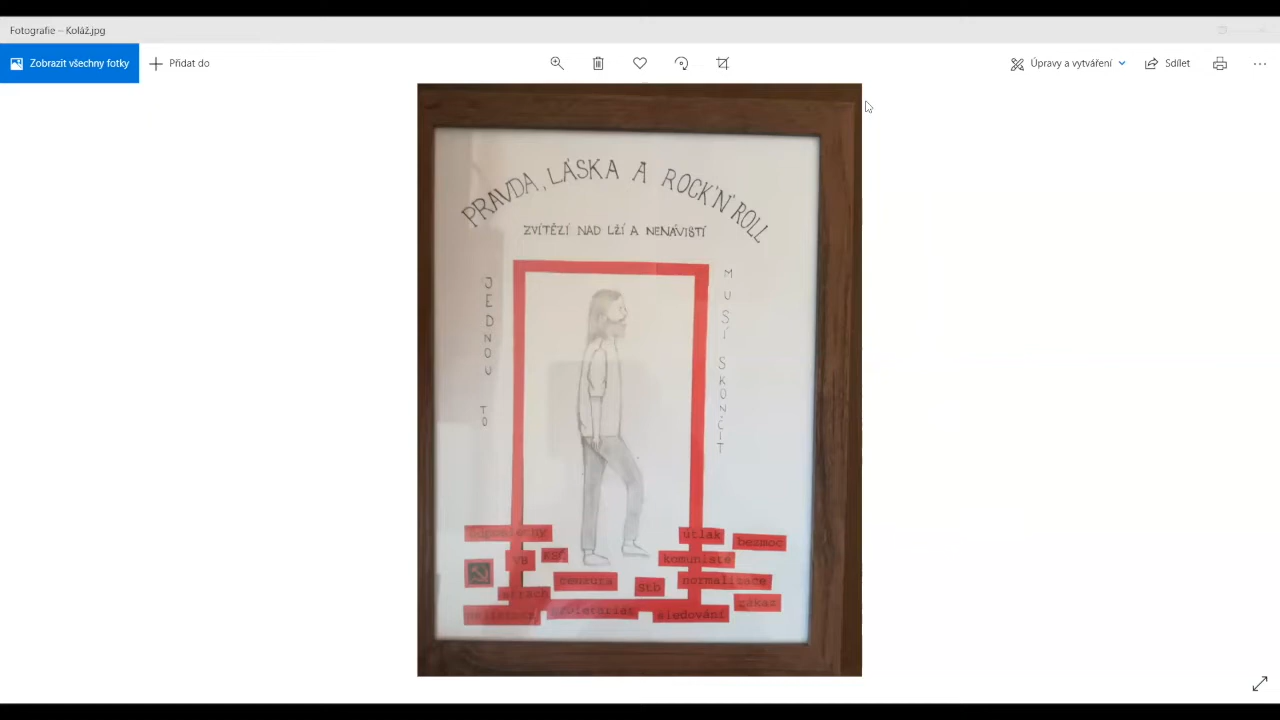 Fotografie – Koláž.jpg
Zobrazit všechny fotky
Přidat do
Úpravy a vytváření
Sdílet
PRAVDA, LÁSKA A ROCK'N'ROLL
ZVÍTĚZÍ NAD LŽÍ A NENÁVISTÍ
JEDNOU TO
MUSÍ SKONČIT
útlak
bezmoc
VB
KSČ
komunisté
cenzura
Stb
normalizace
strach
zákaz
proletariát
sledování